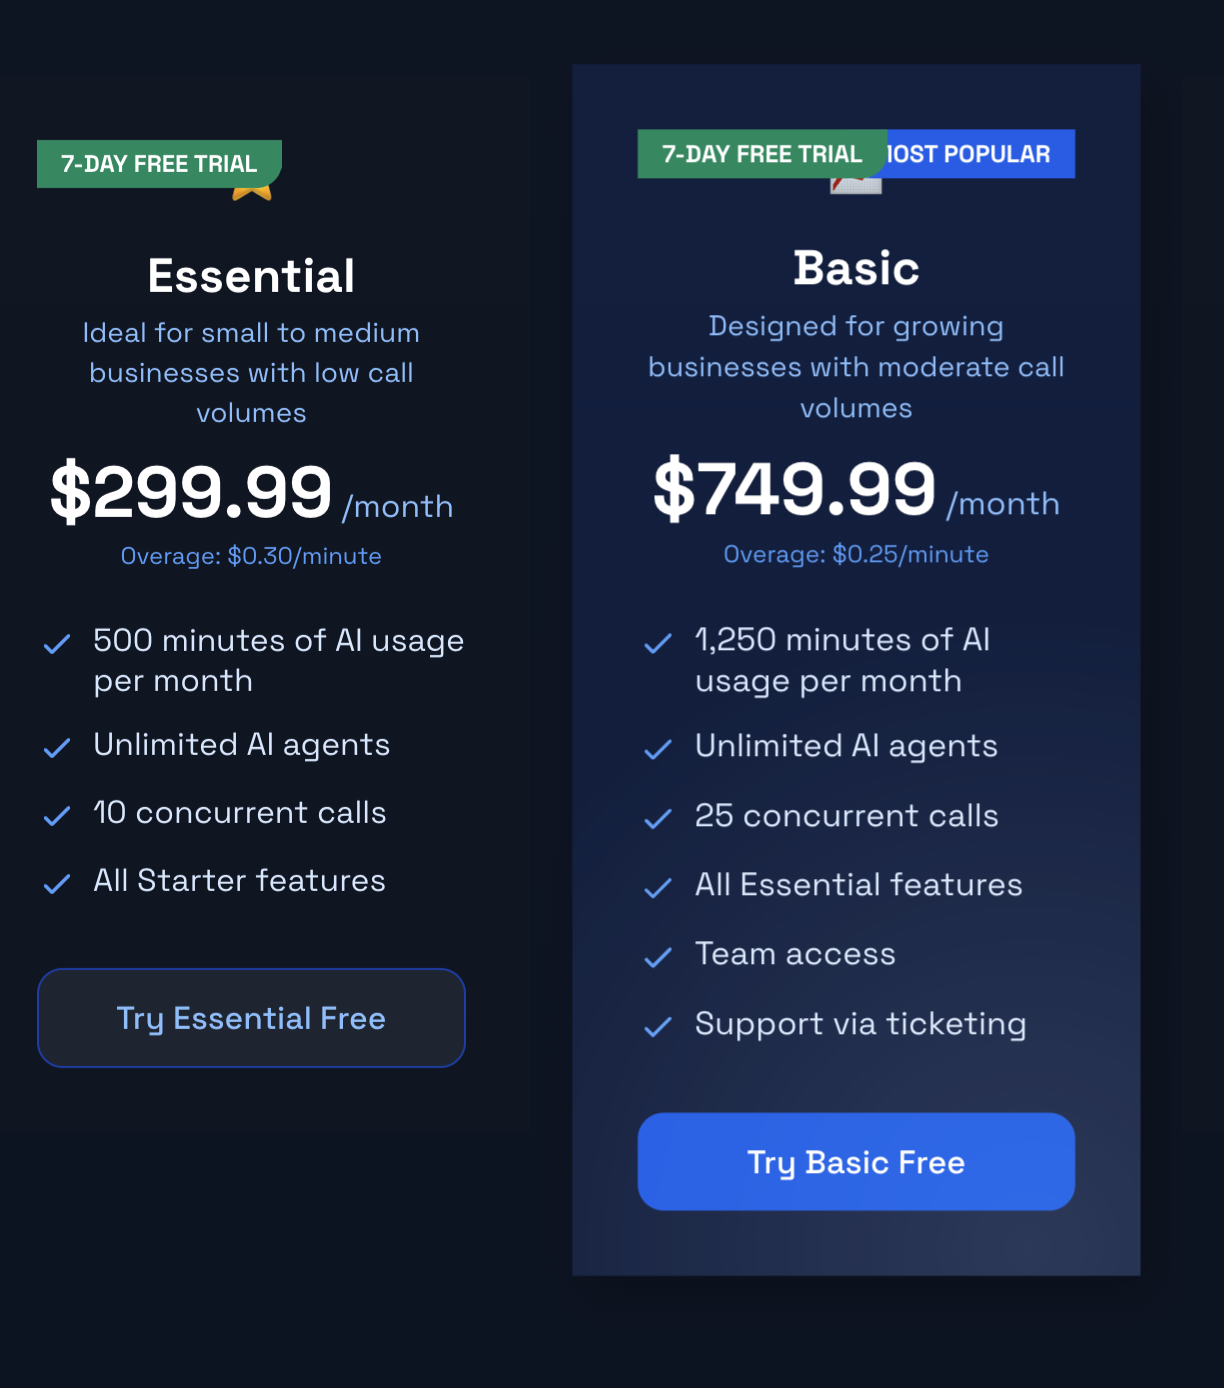 7-DAY FREE TRIAL
Essential
Ideal for small to medium
businesses with low call
volumes
$299.99 /month
Overage: $0.30/minute
500 minutes of AI usage
per month
Unlimited AI agents
10 concurrent calls
All Starter features
Try Essential Free
7-DAY FREE TRIAL
POPULAR
Basic
Designed for growing
businesses with moderate call
volumes
$749.99 /month
Overage: $0.25/minute
1,250 minutes of AI
usage per month
Unlimited AI agents
25 concurrent calls
All Essential features
Team access
Support via ticketing
Try Basic Free